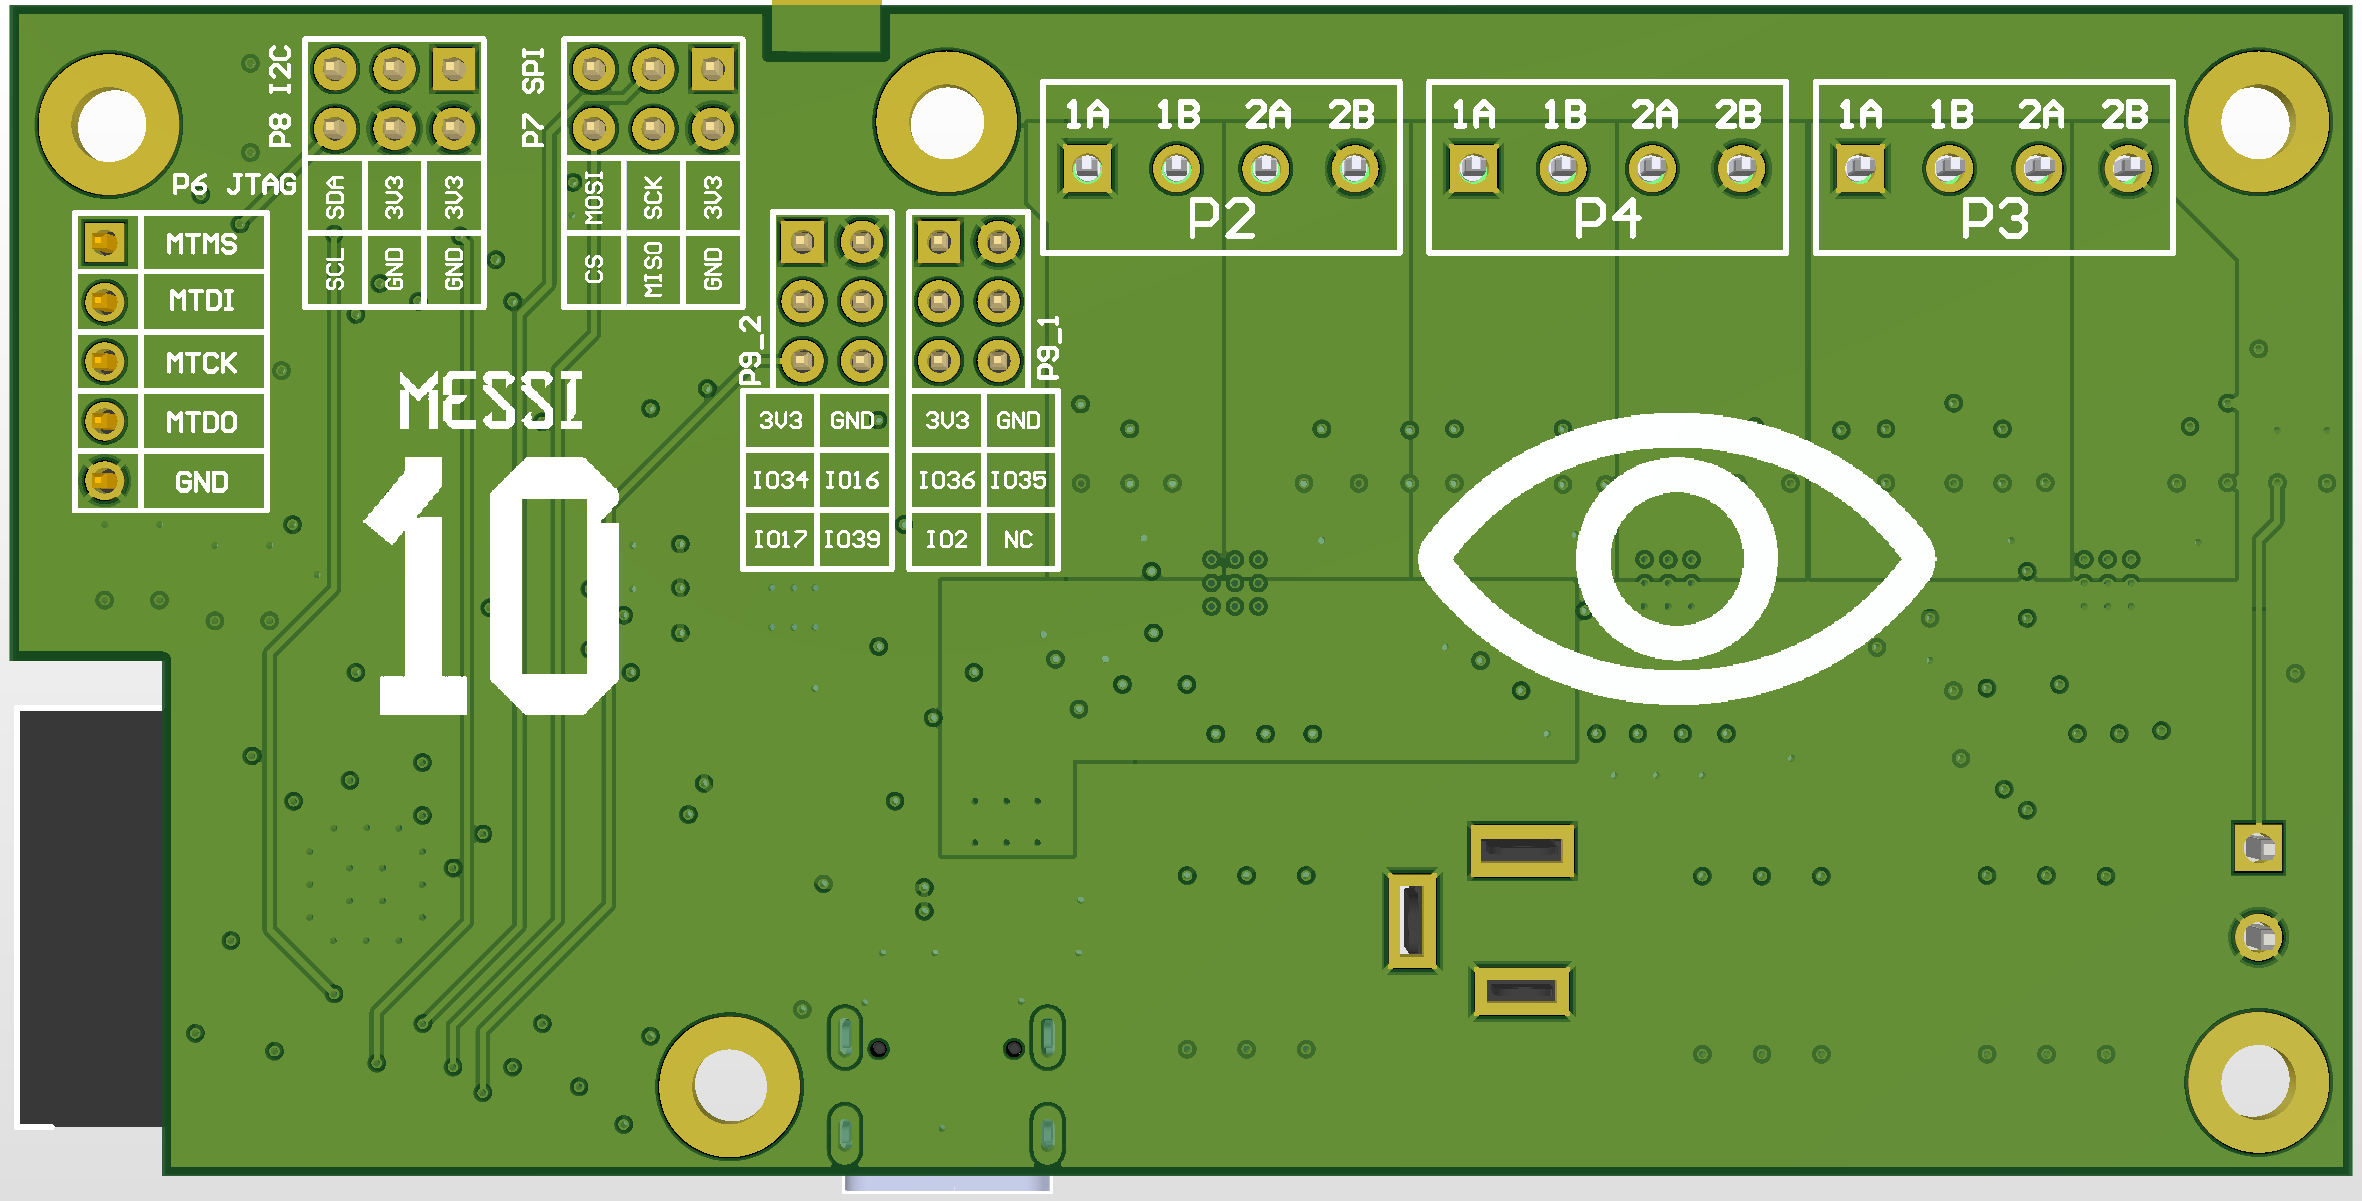 P8 I2C
SDA 3V3 3V3
SCL GND GND
P7 SPI
MOSI SCK 3V3
CS MISO GND
P6 JTAG
MTMS
MTDI
MTCK
MTDO
GND
1A 1B 2A 2B
P2
1A 1B 2A 2B
P4
1A 1B 2A 2B
P3
P9_2
3V3 GND
IO34 IO16
IO17 IO39
P9_1
3V3 GND
IO36 IO35
IO2 NC
MESSI
10